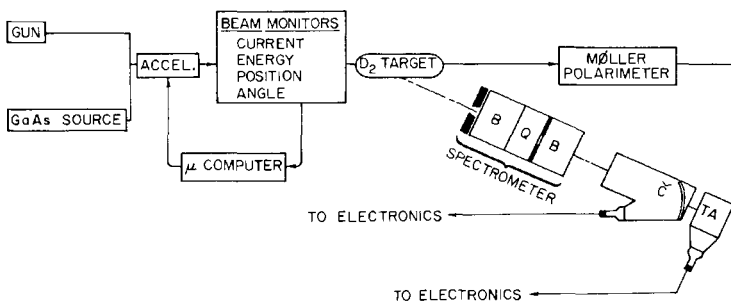 GUN
GaAs SOURCE
ACCEL.
BEAM MONITORS
CURRENT
ENERGY
POSITION
ANGLE
μ COMPUTER
D₂ TARGET
MØLLER
POLARIMETER
B
Q
B
SPECTROMETER
Č
TA
TO ELECTRONICS
TO ELECTRONICS